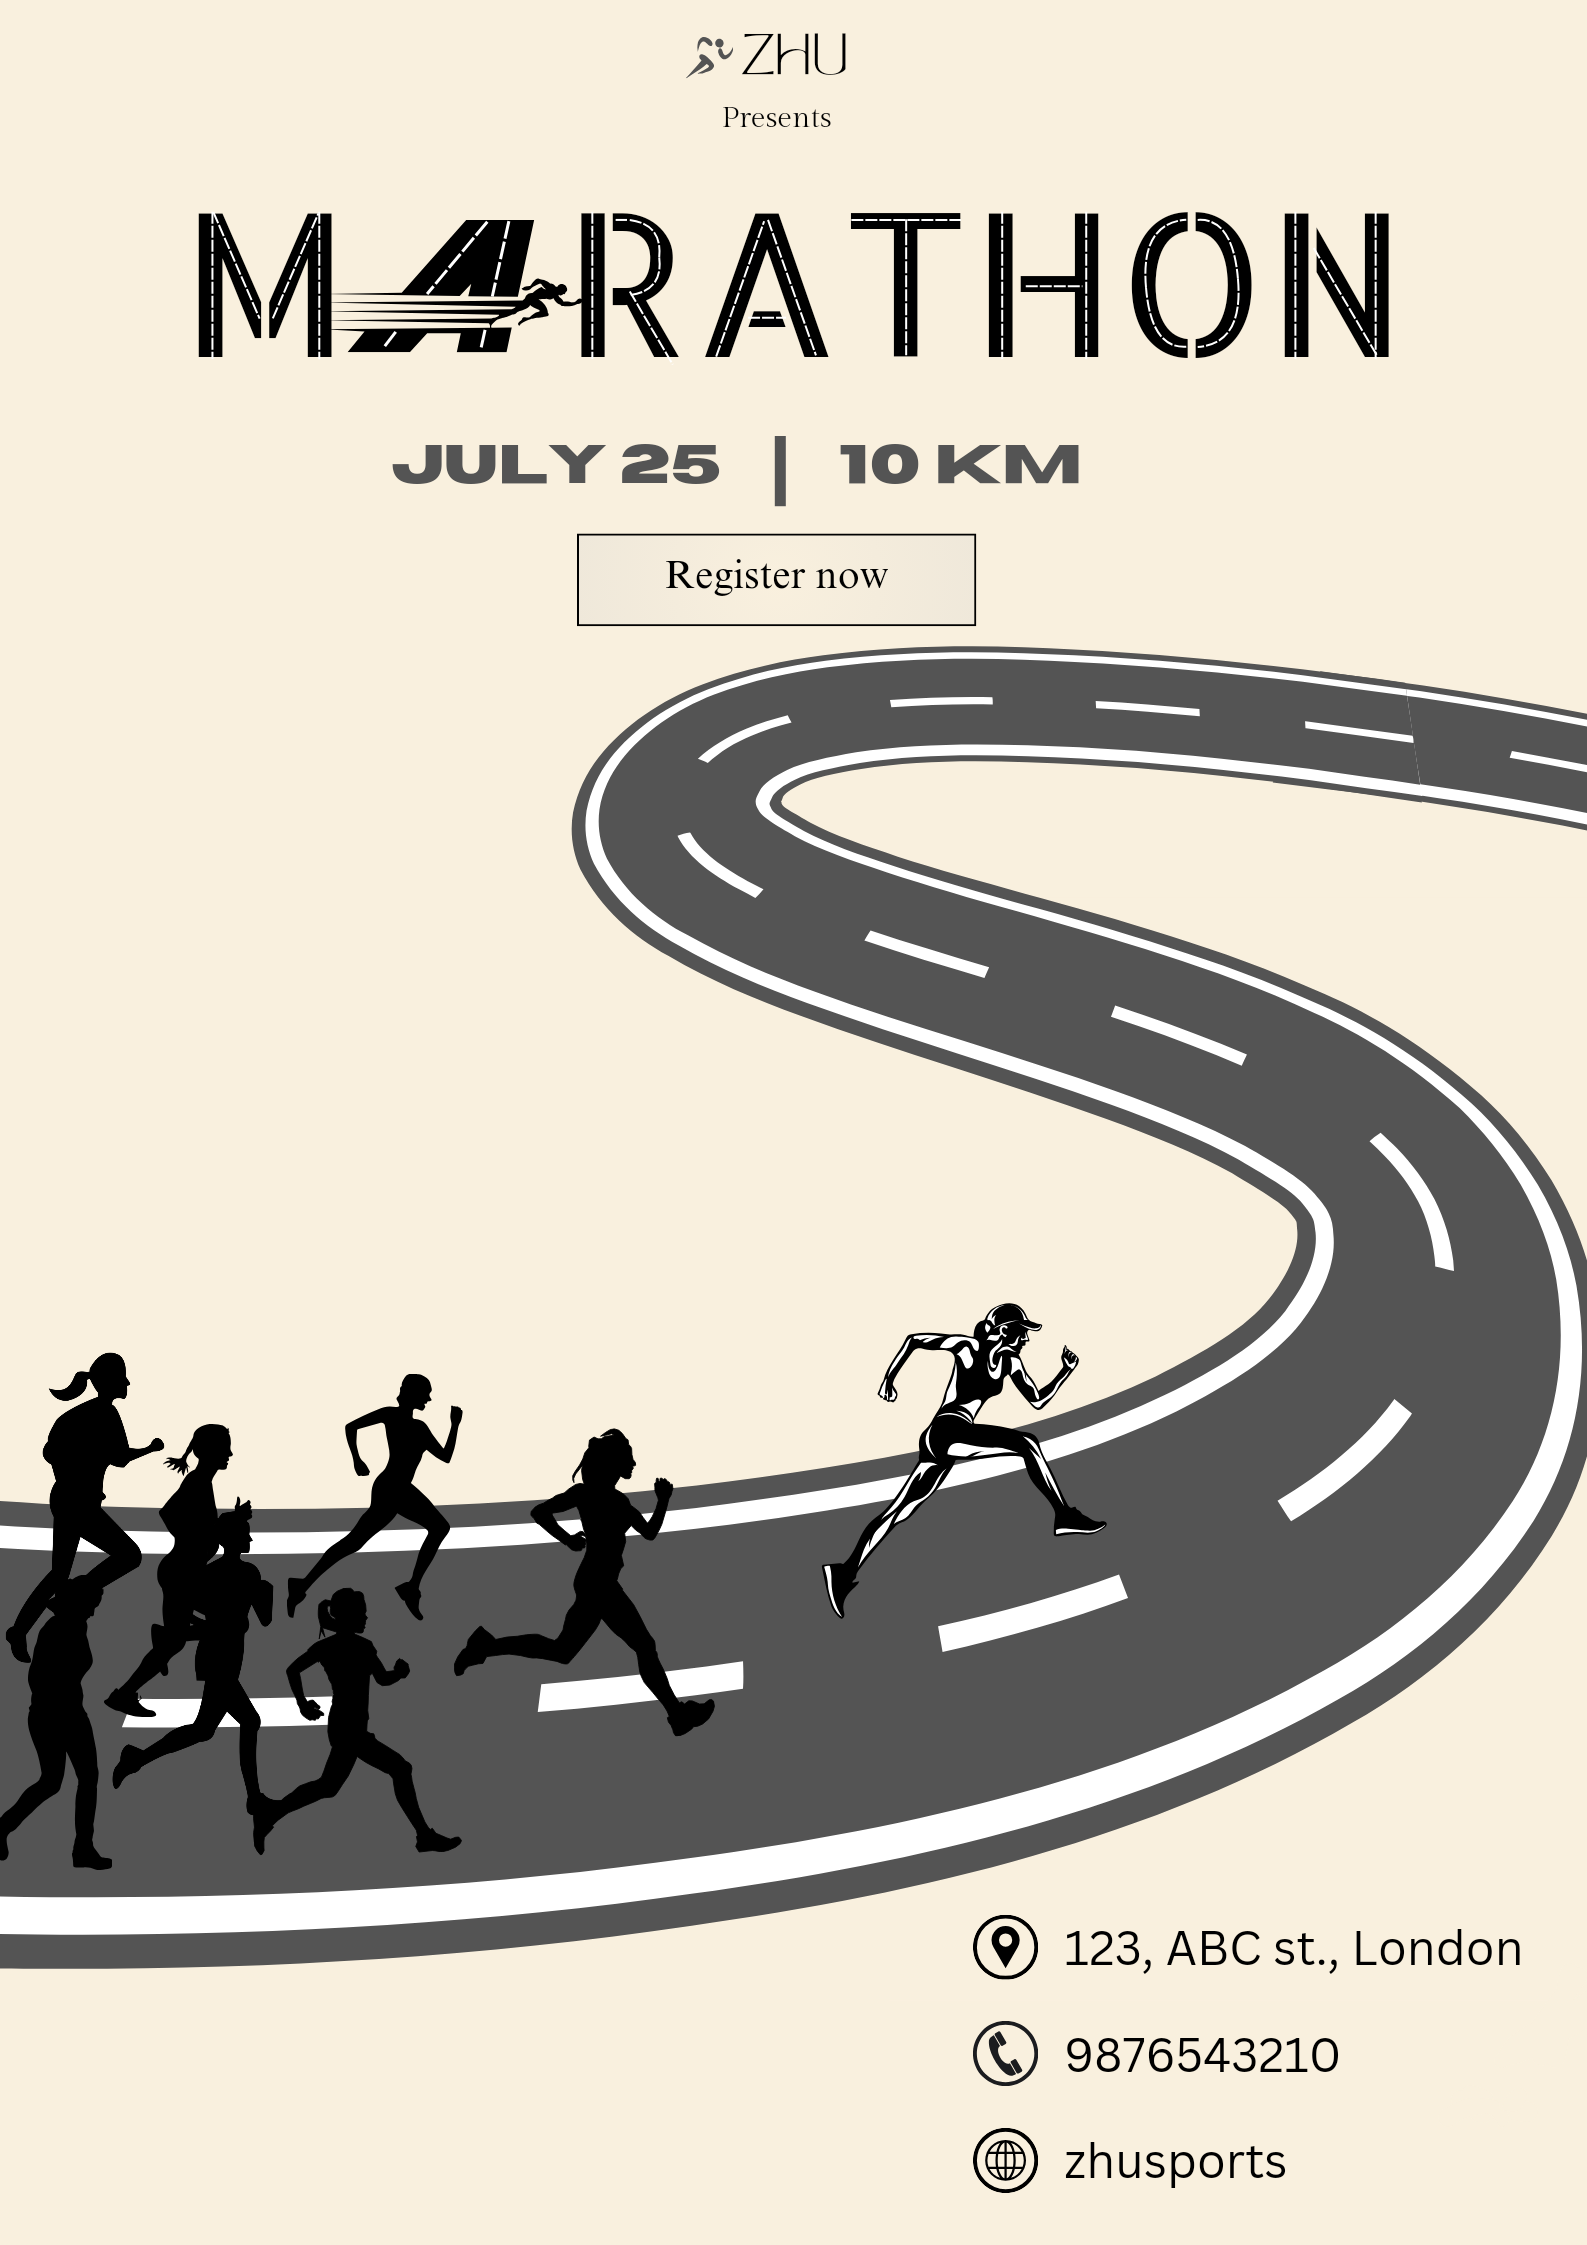 ZHU
Presents
MARATHON
JULY 25 | 10 KM
Register now
123, ABC st., London
9876543210
zhusports